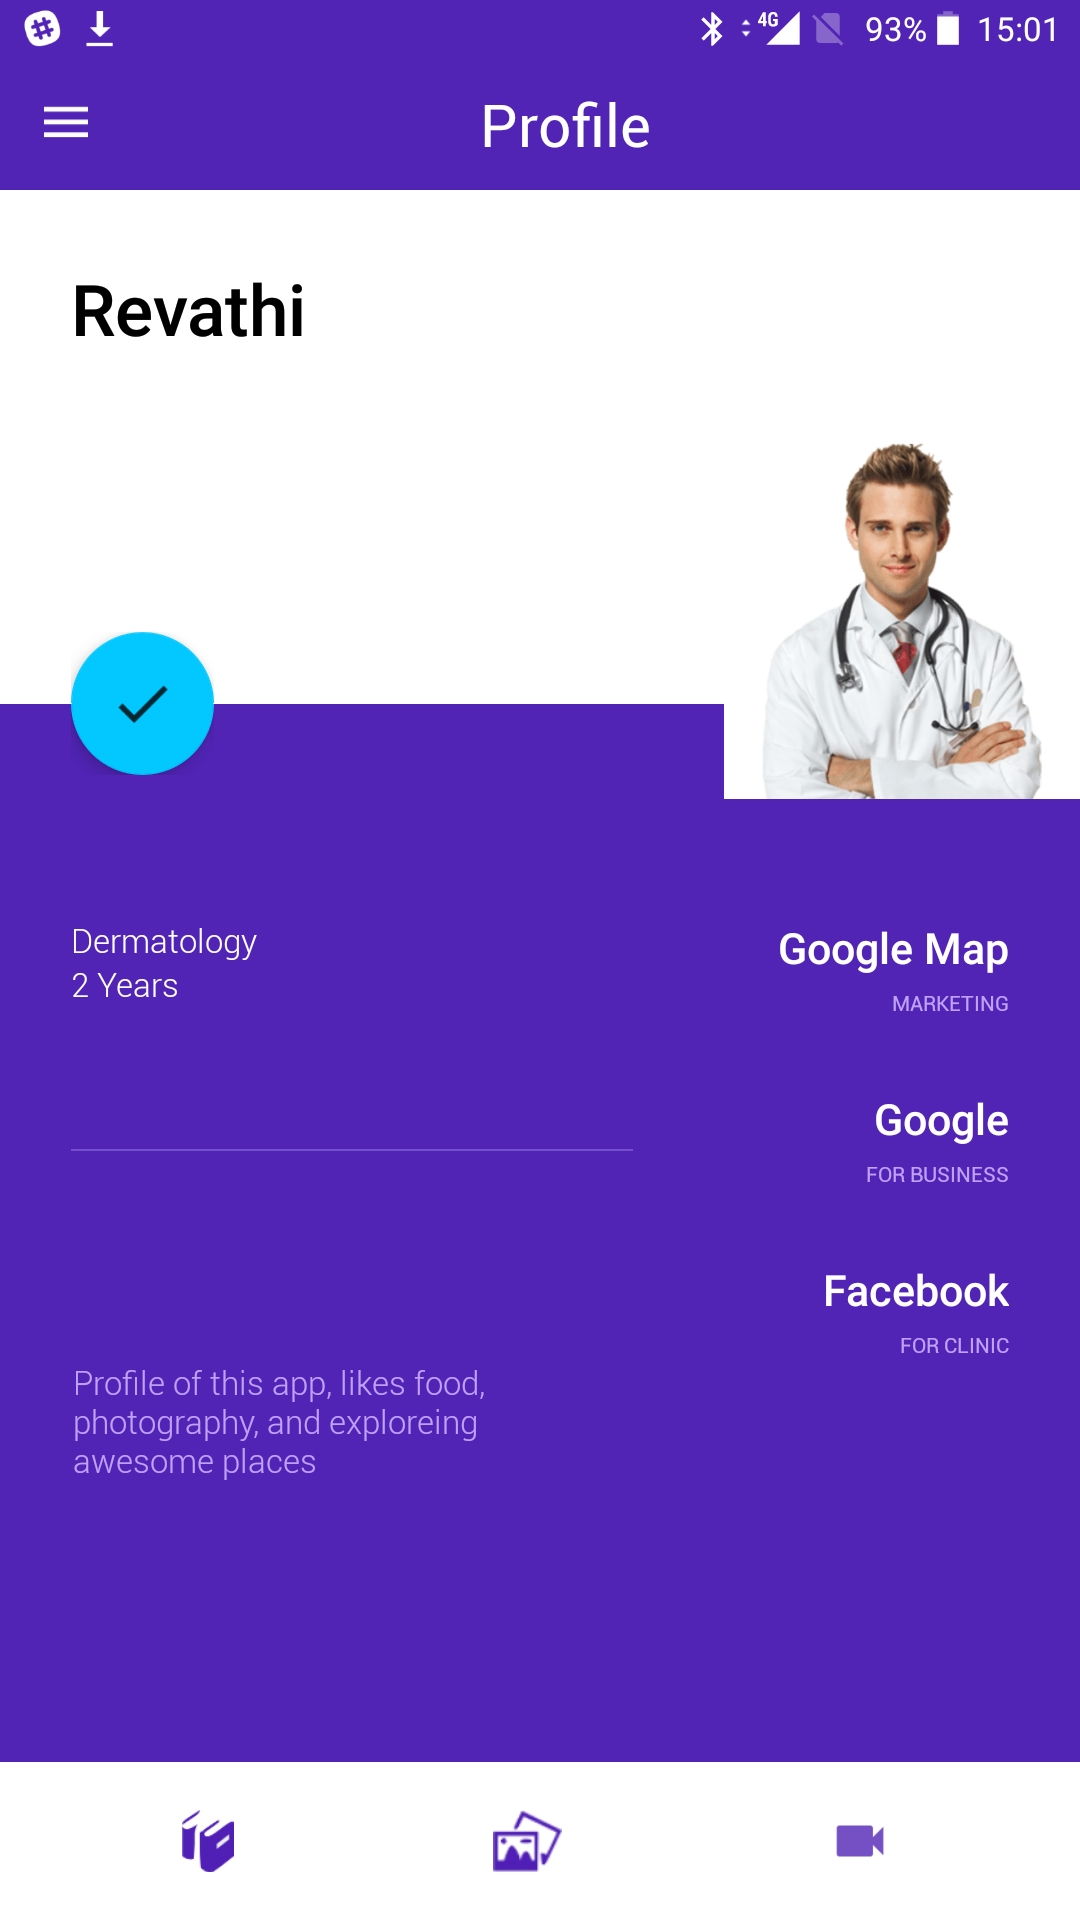 4G 93% 15:01
Profile
Revathi
Dermatology
2 Years
Google Map
MARKETING
Google
FOR BUSINESS
Facebook
FOR CLINIC
Profile of this app, likes food,
photography, and exploreing
awesome places